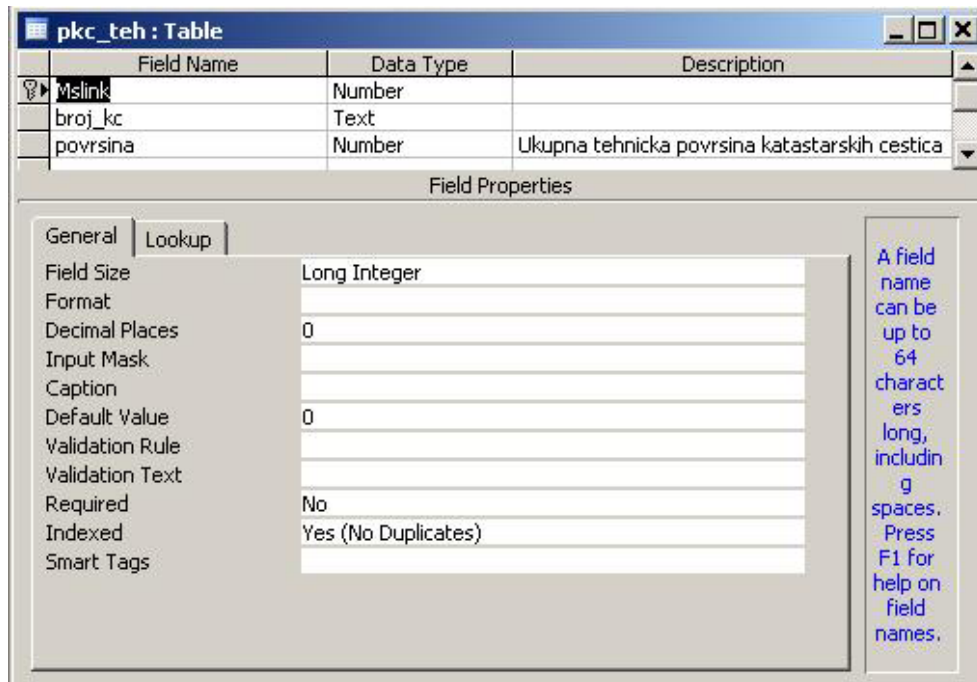 pkc_teh : Table
Field Name Data Type Description
Mslink Number
broj_kc Text
povrsina Number Ukupna tehnicka povrsina katastarskih cestica
Field Properties
General Lookup
Field Size Long Integer
Format
Decimal Places 0
Input Mask
Caption
Default Value 0
Validation Rule
Validation Text
Required No
Indexed Yes (No Duplicates)
Smart Tags
A field
name
can be
up to
64
charact
ers
long,
includin
g
spaces.
Press
F1 for
help on
field
names.